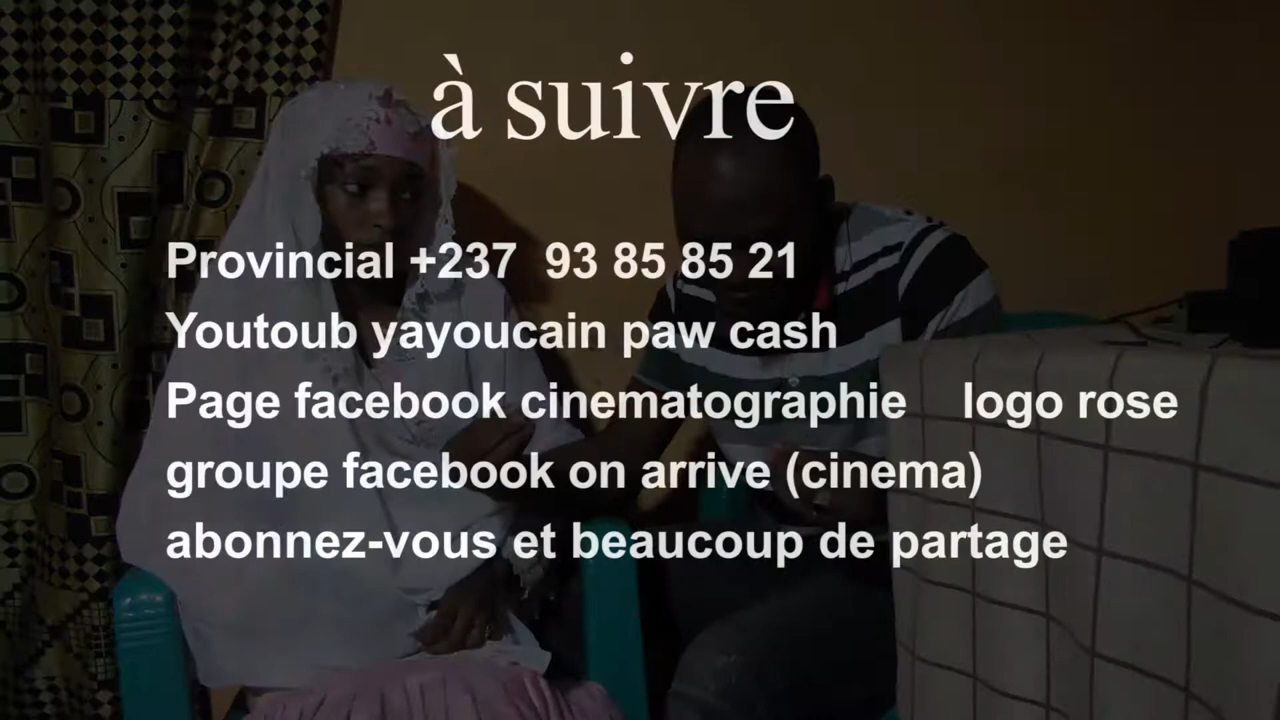 à suivre
Provincial +237 93 85 85 21
Youtoub yayoucain paw cash
Page facebook cinematographie logo rose
groupe facebook on arrive (cinema)
abonnez-vous et beaucoup de partage